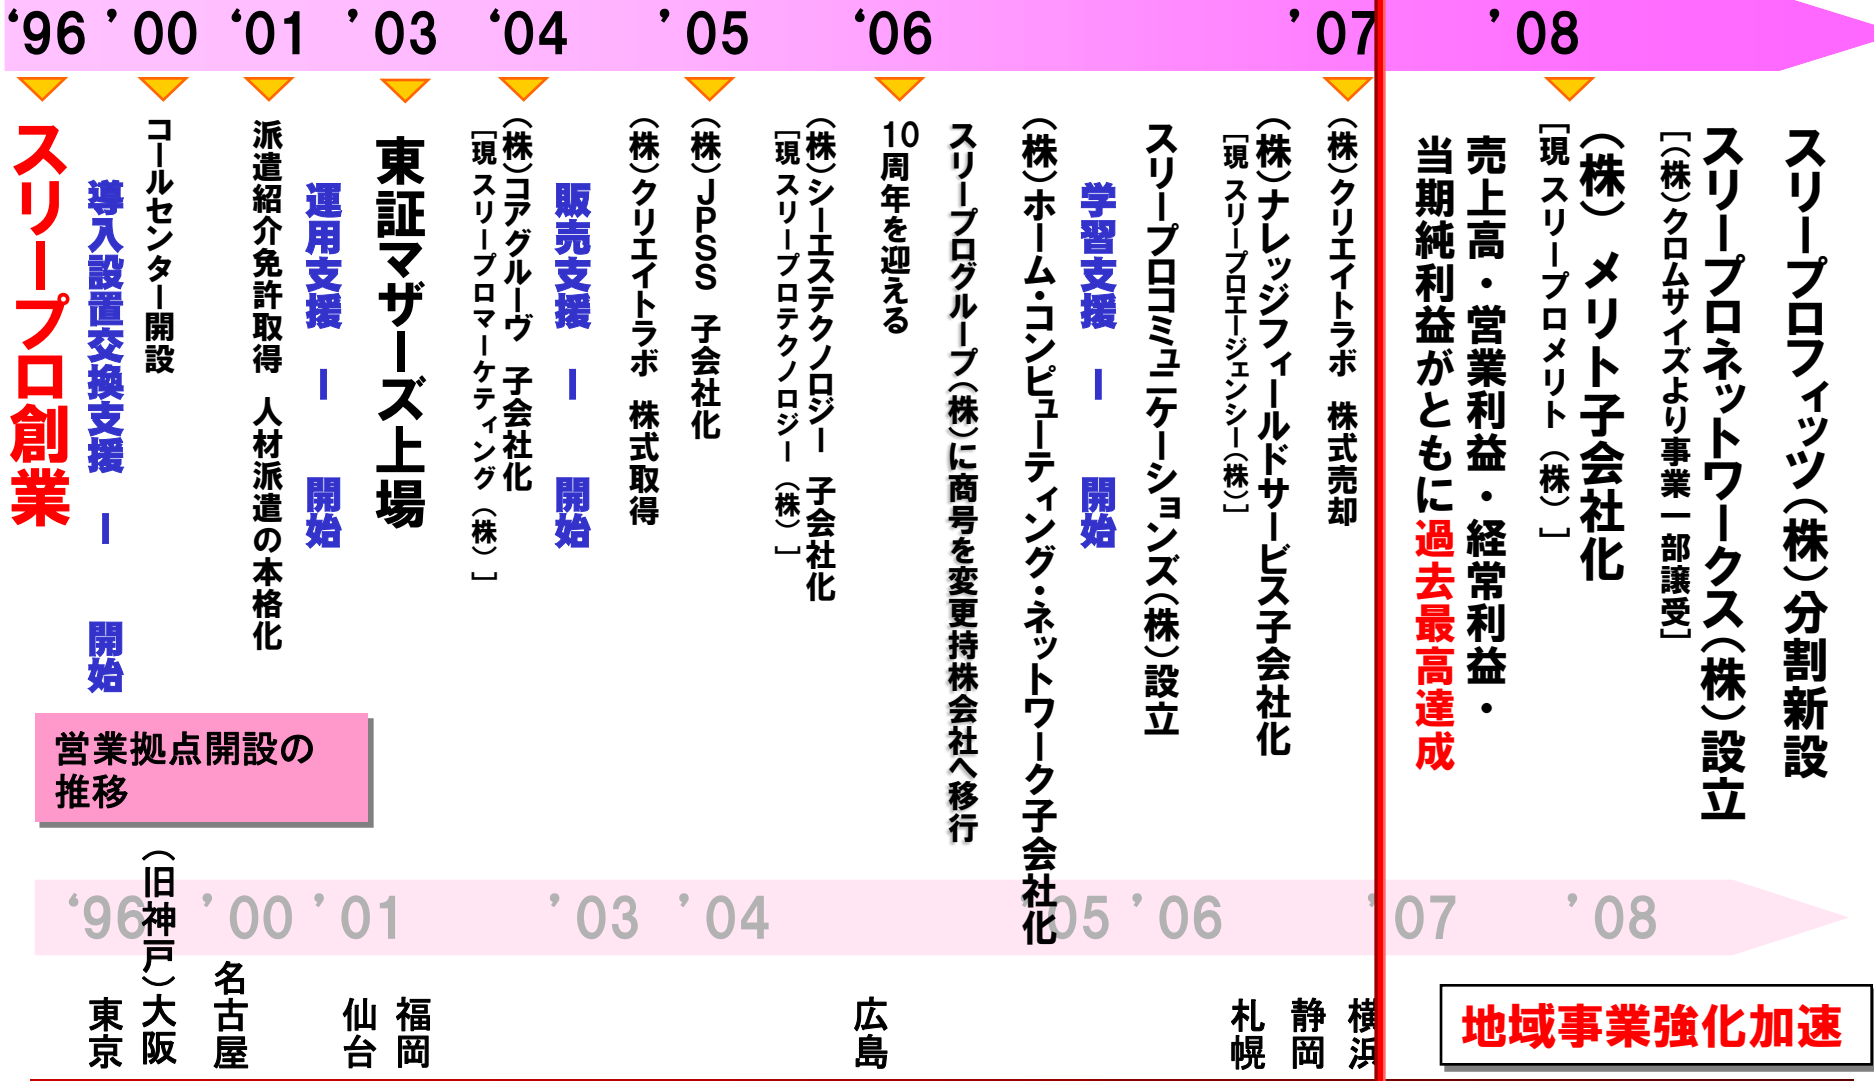 ‘96
’00
‘01
’03
‘04
’05
‘06
’07
’08
スリープロ創業
導入設置交換支援 ー 開始
コールセンター開設
派遣紹介免許取得 人材派遣の本格化
運用支援 ー 開始
東証マザーズ上場
(株)コアグルーヴ 子会社化
[現 スリープロマーケティング (株) ]
販売支援 ー 開始
(株)クリエイトラボ 株式取得
(株)JPSS 子会社化
(株)シーエステクノロジー 子会社化
[現 スリープロテクノロジー (株) ]
10周年を迎える
スリープログループ(株)に商号を変更持株会社へ移行
(株)ホーム・コンピューティング・ネットワーク子会社化
学習支援 ー 開始
スリープロコミュニケーションズ(株)設立
(株)ナレッジフィールドサービス子会社化
[現 スリープロエージェンシー(株)]
(株)クリエイトラボ 株式売却
売上高・営業利益・経常利益・
当期純利益がともに過去最高達成
(株) メリト子会社化
[現 スリープロメリト (株) ]
スリープロネットワークス(株)設立
[(株)クロムサイズより事業一部譲受]
スリープロフィッツ(株)分割新設
営業拠点開設の
推移
‘96
’00
’01
’03
’04
’05
’06
’07
’08
東京
(旧神戸)大阪
名古屋
仙台
福岡
広島
札幌
静岡
横浜
地域事業強化加速